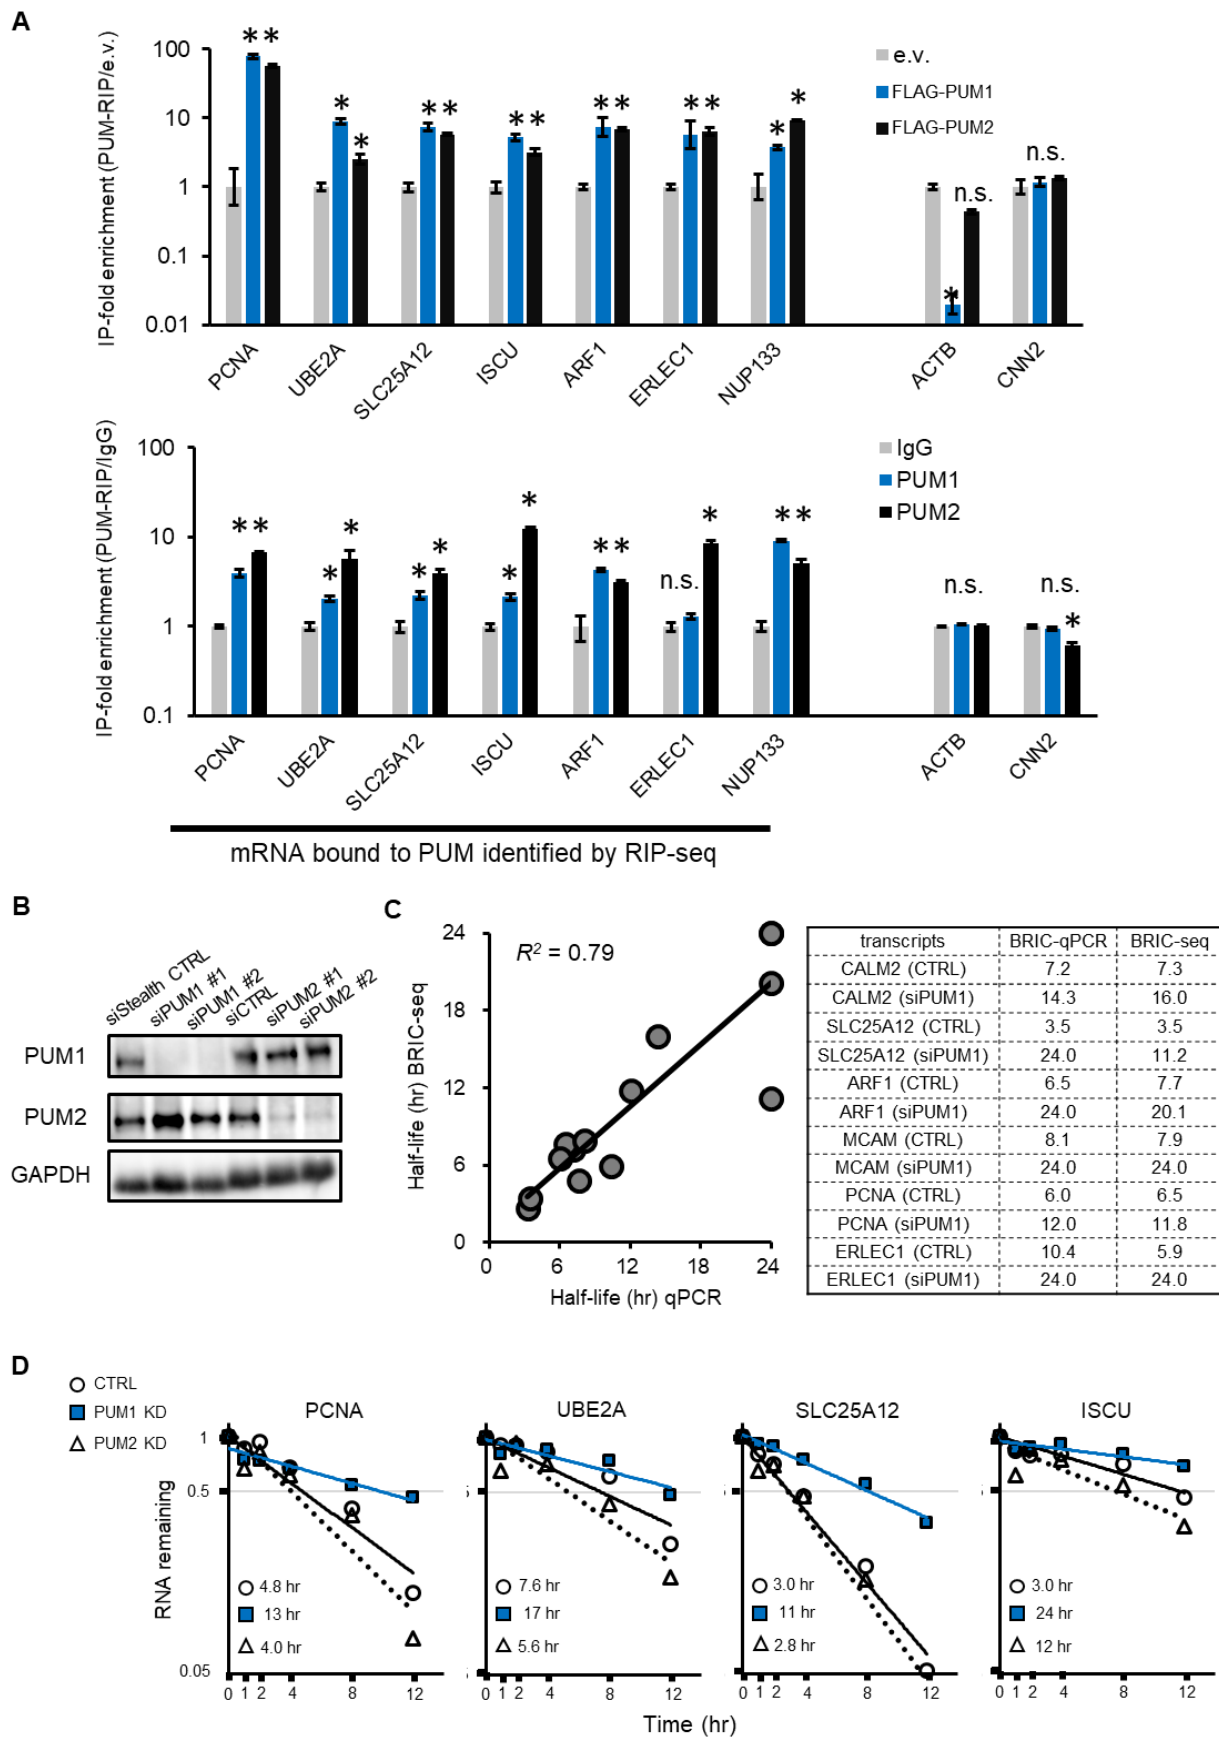 A
IP-fold enrichment (PUM-RIP/e.v.)
100
10
1
0.1
0.01
* *
*
*
* *
* *
* *
* *
*
*
*
n.s.
n.s.
e.v.
FLAG-PUM1
FLAG-PUM2
PCNA
UBE2A
SLC25A12
ISCU
ARF1
ERLEC1
NUP133
ACTB
CNN2
IP-fold enrichment (PUM-RIP/IgG)
100
10
1
0.1
* *
*
*
*
*
*
*
* *
n.s.
*
* *
n.s.
n.s.
*
IgG
PUM1
PUM2
PCNA
UBE2A
SLC25A12
ISCU
ARF1
ERLEC1
NUP133
ACTB
CNN2
mRNA bound to PUM identified by RIP-seq
B
siStealth CTRL
siPUM1 #1
siPUM1 #2
siCTRL
siPUM2 #1
siPUM2 #2
PUM1
PUM2
GAPDH
C
Half-life (hr) BRIC-seq
24
18
12
6
0
R² = 0.79
0 6 12 18 24
Half-life (hr) qPCR
transcripts BRIC-qPCR BRIC-seq
CALM2 (CTRL) 7.2 7.3
CALM2 (siPUM1) 14.3 16.0
SLC25A12 (CTRL) 3.5 3.5
SLC25A12 (siPUM1) 24.0 11.2
ARF1 (CTRL) 6.5 7.7
ARF1 (siPUM1) 24.0 20.1
MCAM (CTRL) 8.1 7.9
MCAM (siPUM1) 24.0 24.0
PCNA (CTRL) 6.0 6.5
PCNA (siPUM1) 12.0 11.8
ERLEC1 (CTRL) 10.4 5.9
ERLEC1 (siPUM1) 24.0 24.0
D
CTRL
PUM1 KD
PUM2 KD
RNA remaining
1
0.5
0.05
PCNA
4.8 hr
13 hr
4.0 hr
0 1 2 4 8 12
UBE2A
7.6 hr
17 hr
5.6 hr
0 1 2 4 8 12
SLC25A12
3.0 hr
11 hr
2.8 hr
0 1 2 4 8 12
ISCU
3.0 hr
24 hr
12 hr
0 1 2 4 8 12
Time (hr)